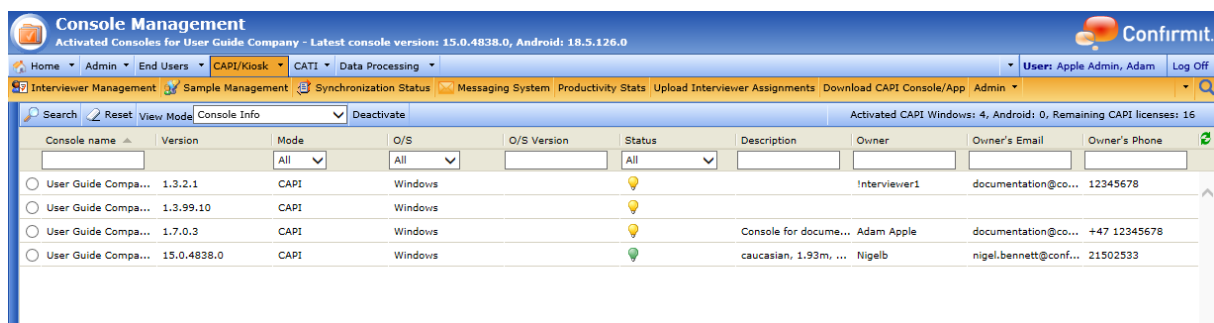 Console Management
Activated Consoles for User Guide Company - Latest console version: 15.0.4838.0, Android: 18.5.126.0
Confirmit.
Home Admin End Users CAPI/Kiosk CATI Data Processing User: Apple Admin, Adam Log Off
Interviewer Management Sample Management Synchronization Status Messaging System Productivity Stats Upload Interviewer Assignments Download CAPI Console/App Admin
Search Reset View Mode Console Info Deactivate Activated CAPI Windows: 4, Android: 0, Remaining CAPI licenses: 16
Console name Version Mode O/S O/S Version Status Description Owner Owner's Email Owner's Phone
All All All
User Guide Compa... 1.3.2.1 CAPI Windows !nterviewer1 documentation@co... 12345678
User Guide Compa... 1.3.99.10 CAPI Windows
User Guide Compa... 1.7.0.3 CAPI Windows Console for docume... Adam Apple documentation@co... +47 12345678
User Guide Compa... 15.0.4838.0 CAPI Windows caucasian, 1.93m, ... Nigelb nigel.bennett@conf... 21502533